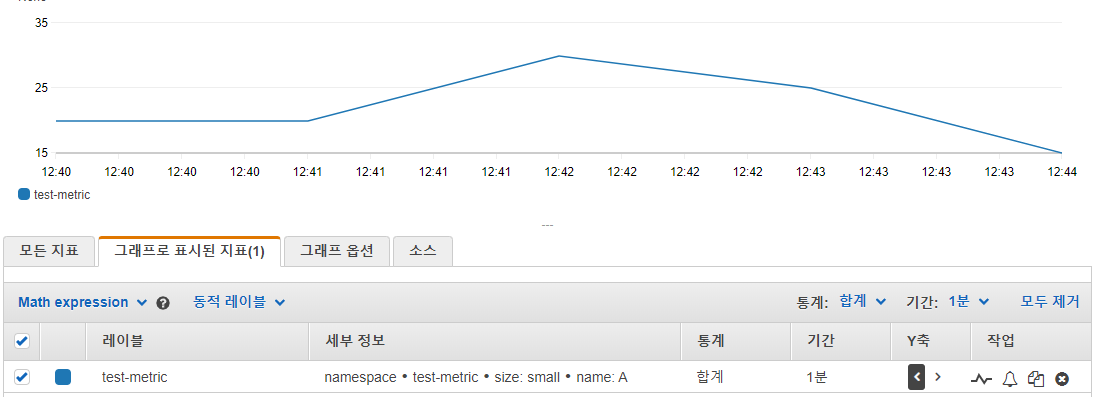 35
25
15
12:40 12:40 12:40 12:40 12:41 12:41 12:41 12:41 12:42 12:42 12:42 12:42 12:43 12:43 12:43 12:43 12:44
test-metric
모든 지표 그래프로 표시된 지표(1) 그래프 옵션 소스
Math expression ? 동적 레이블 통계: 합계 기간: 1분 모두 제거
레이블 세부 정보 통계 기간 Y축 작업
test-metric namespace • test-metric • size: small • name: A 합계 1분 < >